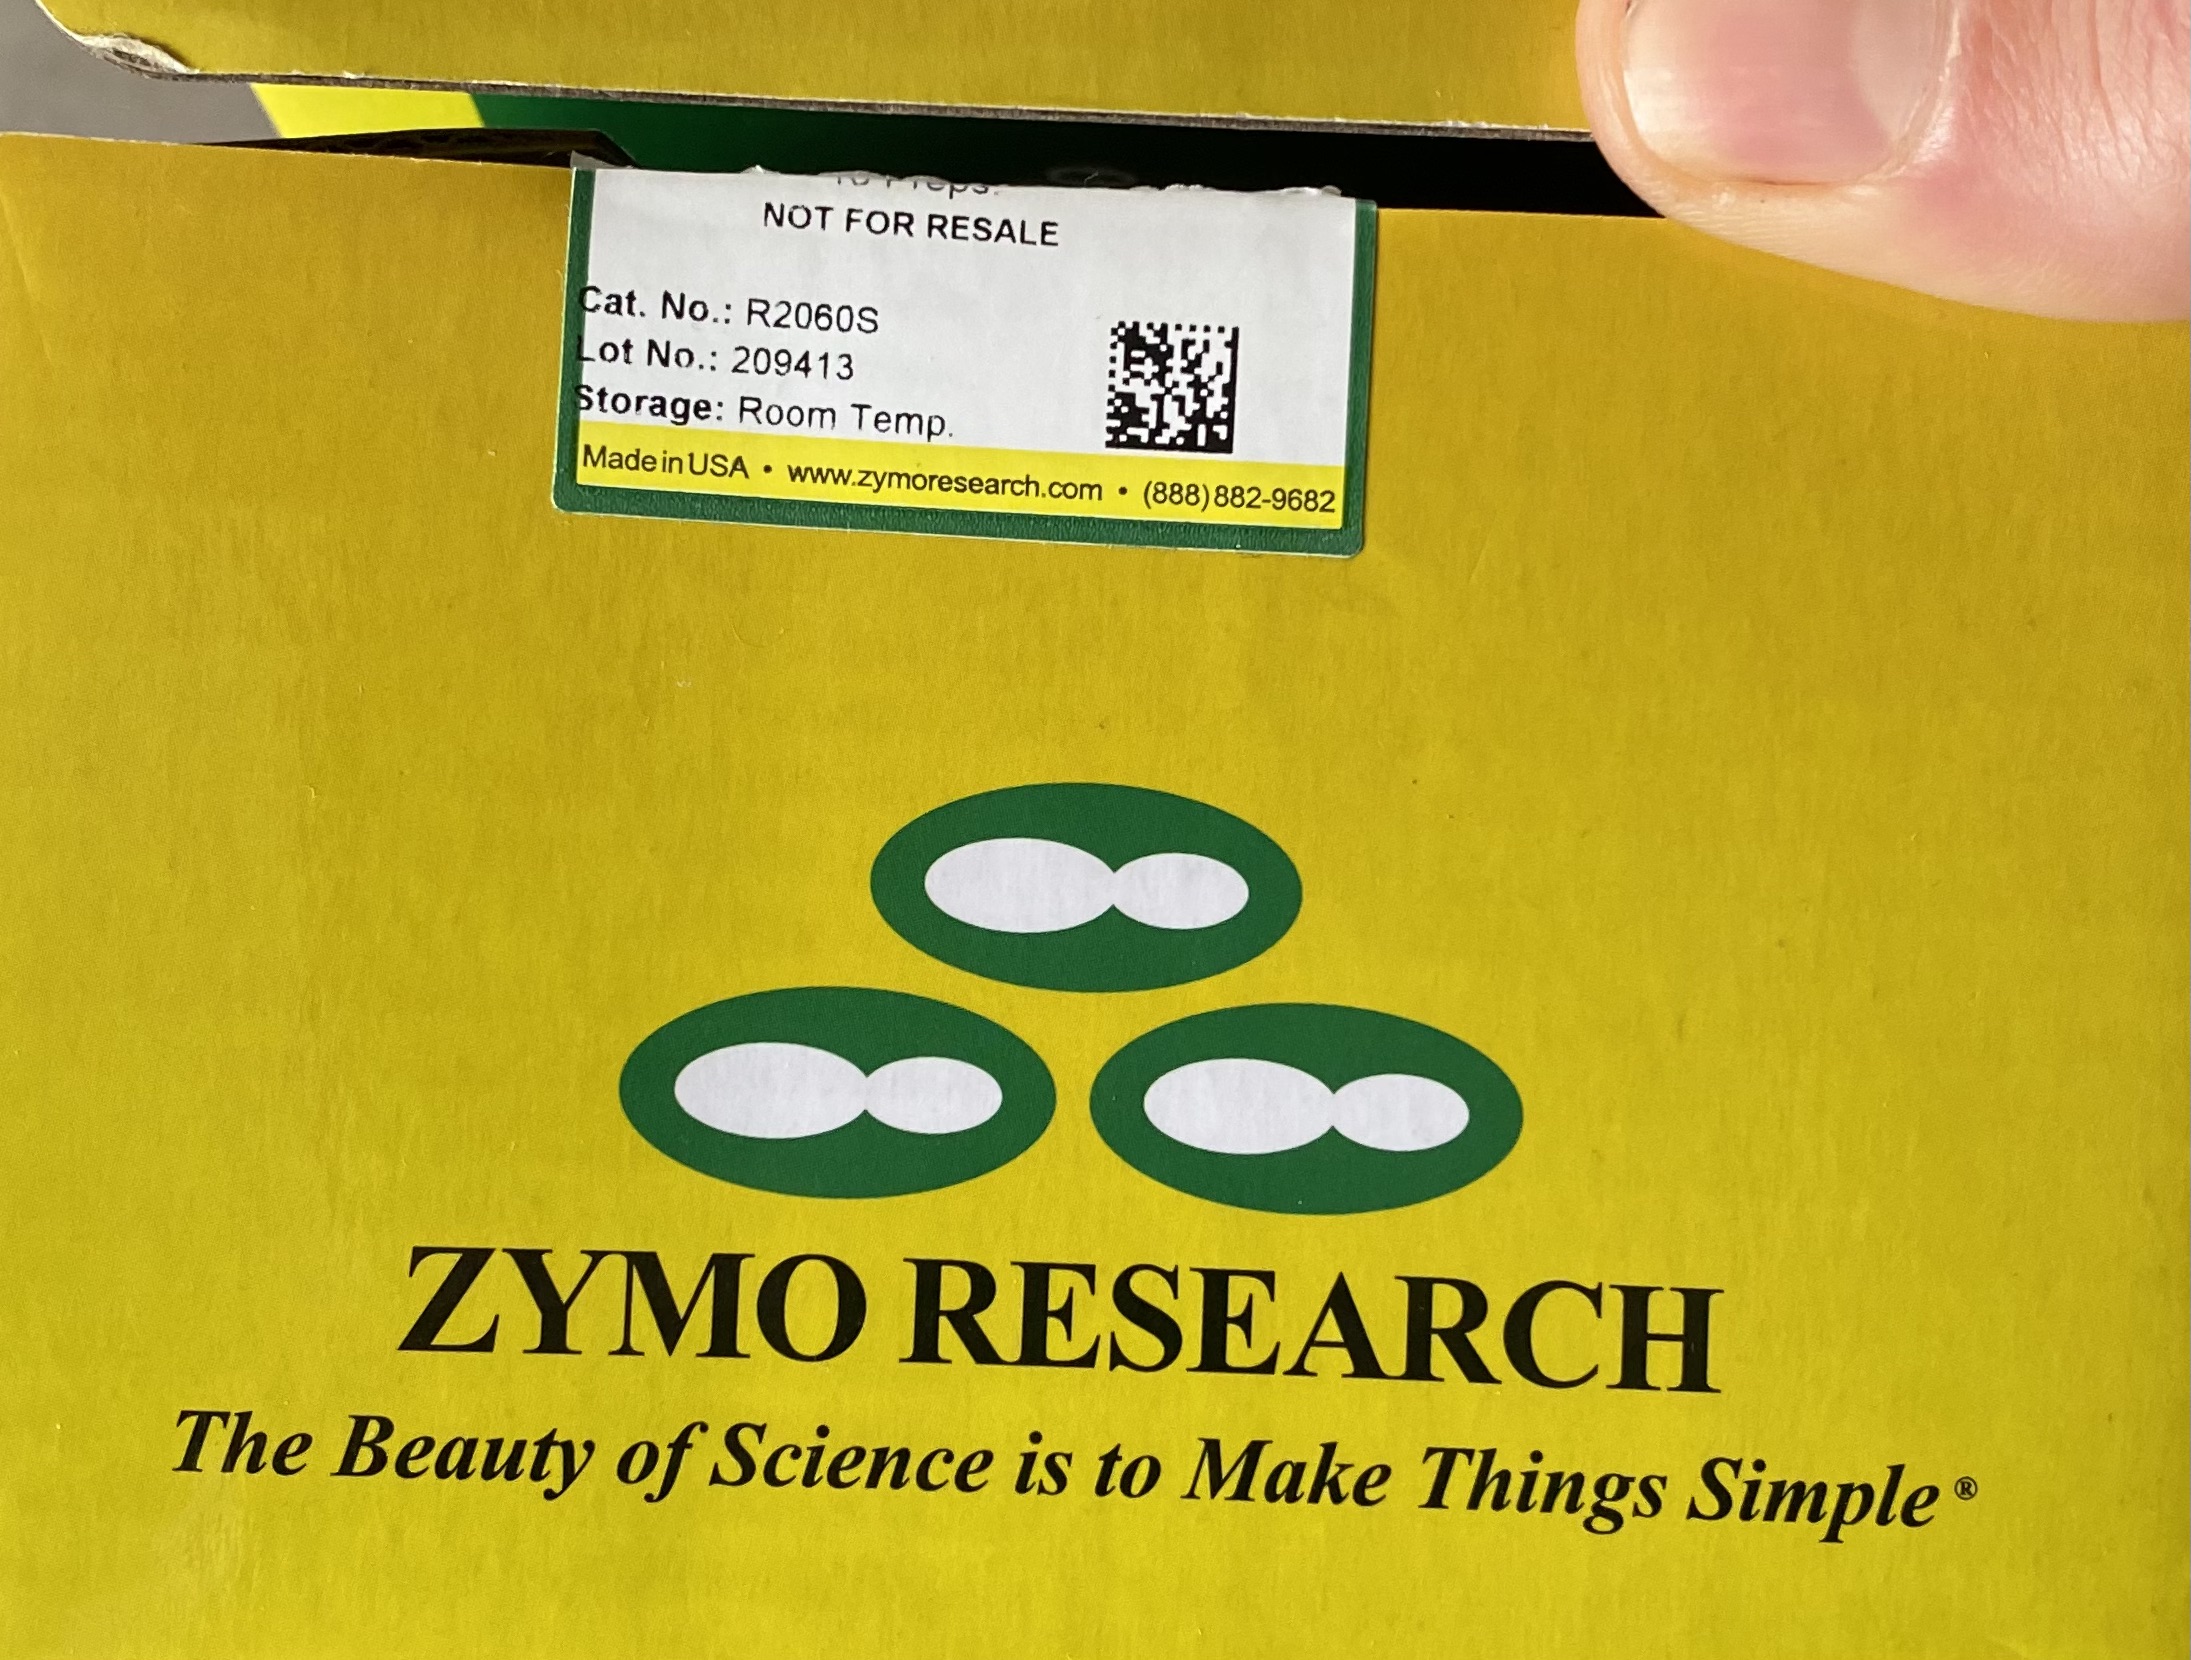 Preps.
NOT FOR RESALE
Cat. No.: R2060S
Lot No.: 209413
Storage: Room Temp.
Made in USA • www.zymoresearch.com • (888) 882-9682
ZYMO RESEARCH
The Beauty of Science is to Make Things Simple®